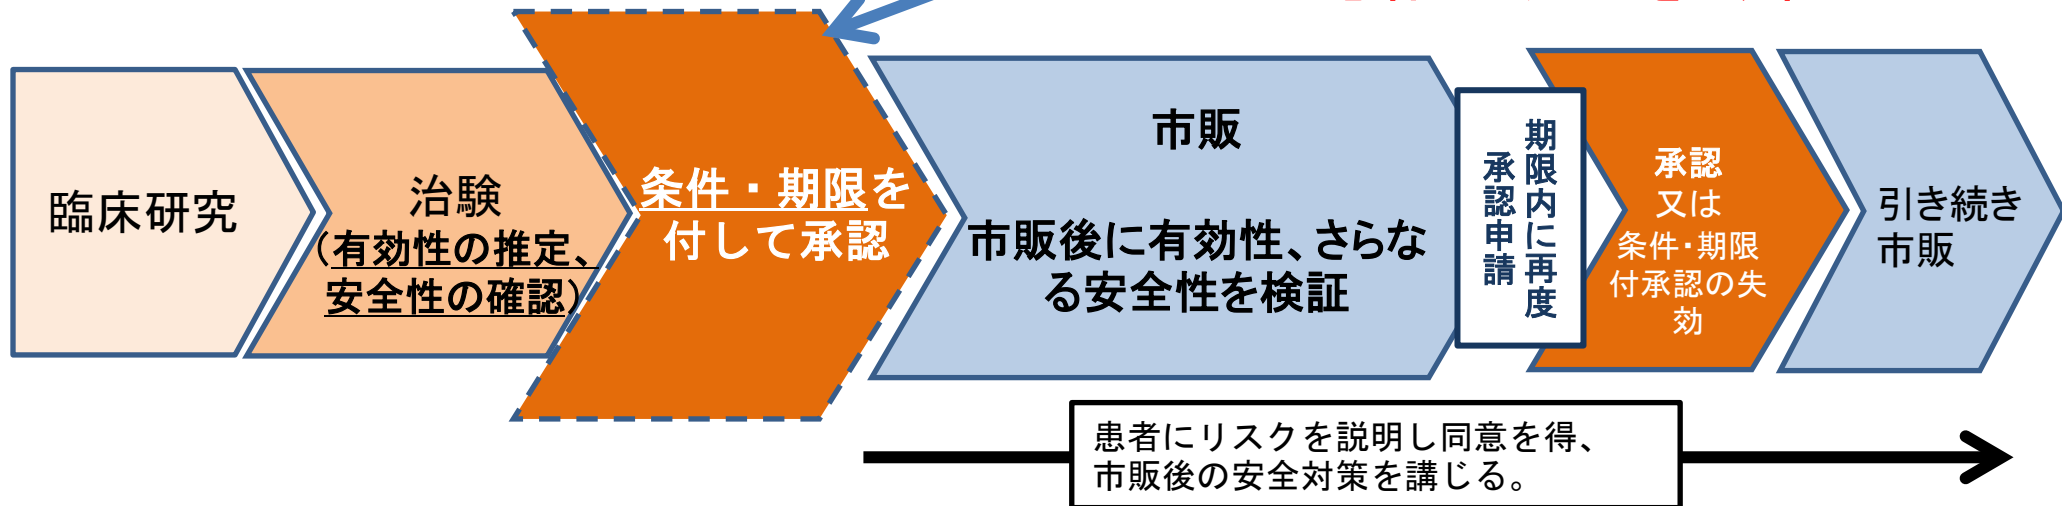 臨床研究
治験
（有効性の推定、
安全性の確認）
条件・期限を
付して承認
市販
市販後に有効性、さらな
る安全性を検証
期限内に再度
承認申請
承認
又は
条件・期限
付承認の失
効
引き続き
市販
患者にリスクを説明し同意を得、
市販後の安全対策を講じる。